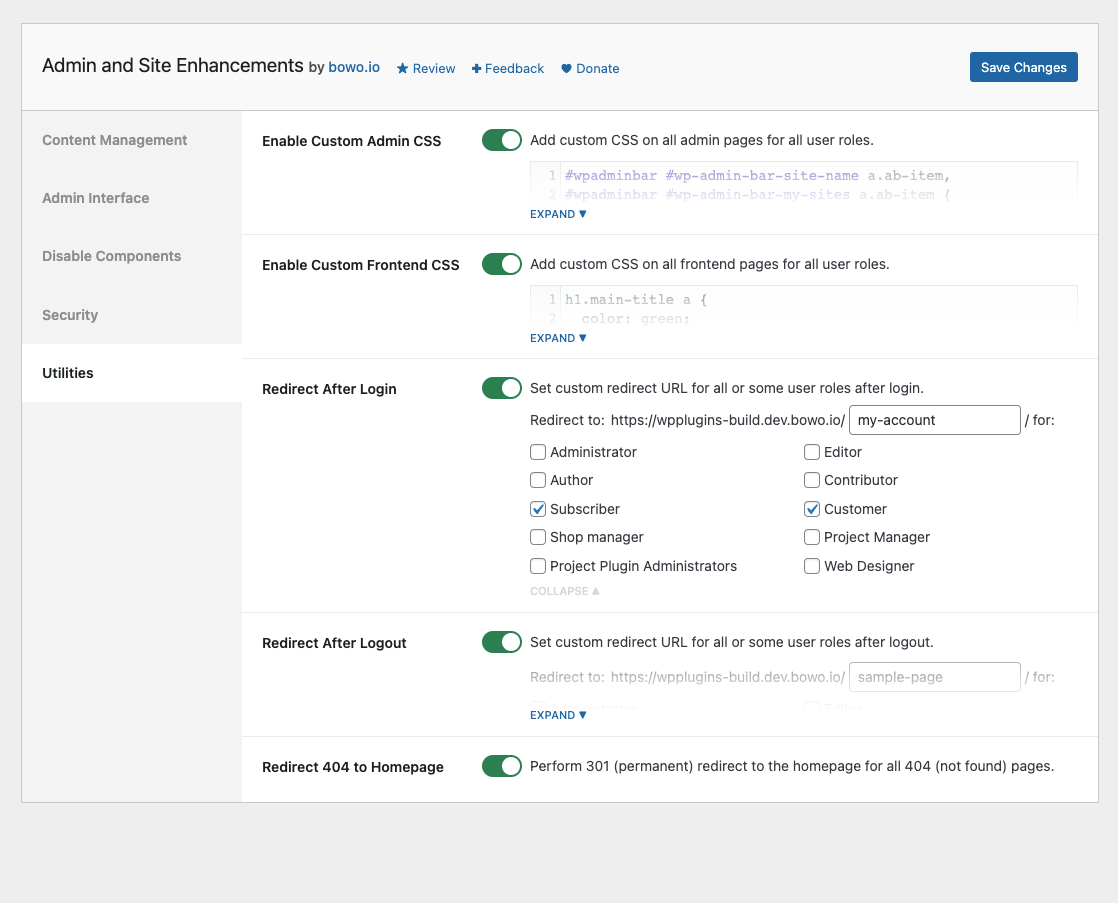 Admin and Site Enhancements by bowo.io Review Feedback Donate
Save Changes
Content Management
Admin Interface
Disable Components
Security
Utilities
Enable Custom Admin CSS
Add custom CSS on all admin pages for all user roles.
1 #wpadminbar #wp-admin-bar-site-name a.ab-item,
2 #wpadminbar #wp-admin-bar-my-sites a.ab-item {
EXPAND ▼
Enable Custom Frontend CSS
Add custom CSS on all frontend pages for all user roles.
1 h1.main-title a {
2 color: green;
EXPAND ▼
Redirect After Login
Set custom redirect URL for all or some user roles after login.
Redirect to: https://wpplugins-build.dev.bowo.io/ my-account / for:
Administrator Editor
Author Contributor
Subscriber Customer
Shop manager Project Manager
Project Plugin Administrators Web Designer
COLLAPSE ▲
Redirect After Logout
Set custom redirect URL for all or some user roles after logout.
Redirect to: https://wpplugins-build.dev.bowo.io/ sample-page / for:
Administrator Editor
EXPAND ▼
Redirect 404 to Homepage
Perform 301 (permanent) redirect to the homepage for all 404 (not found) pages.